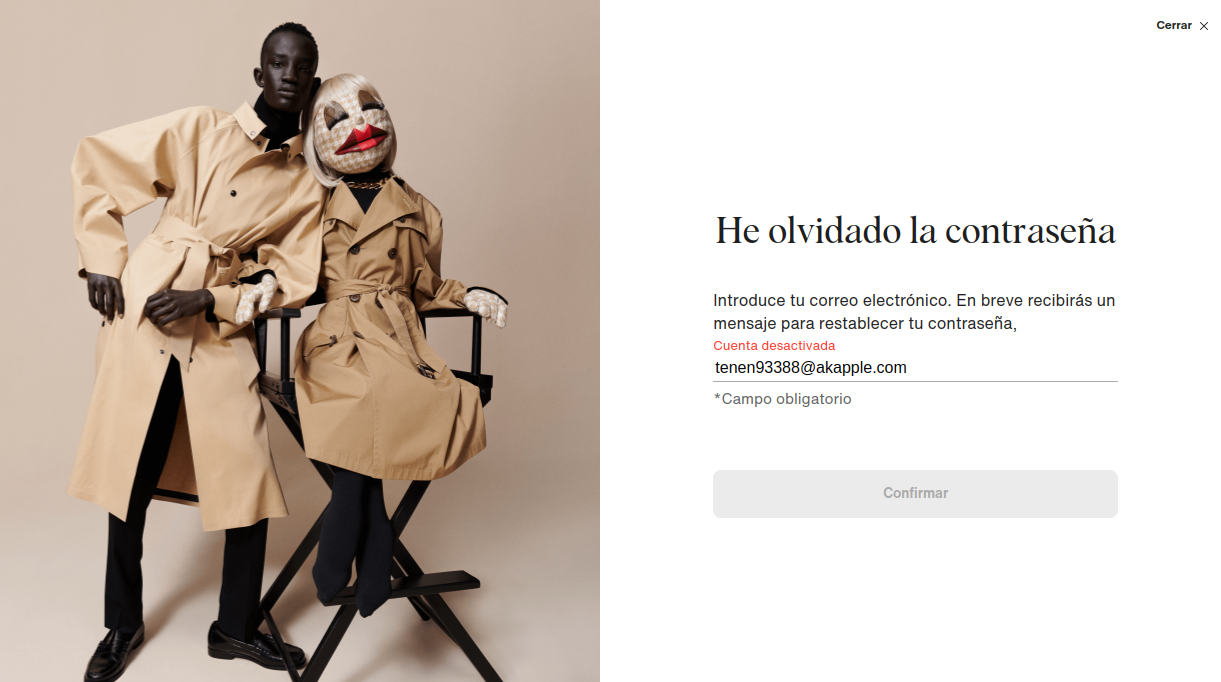 Cerrar
He olvidado la contraseña
Introduce tu correo electrónico. En breve recibirás un
mensaje para restablecer tu contraseña,
Cuenta desactivada
tenen93388@akapple.com
*Campo obligatorio
Confirmar